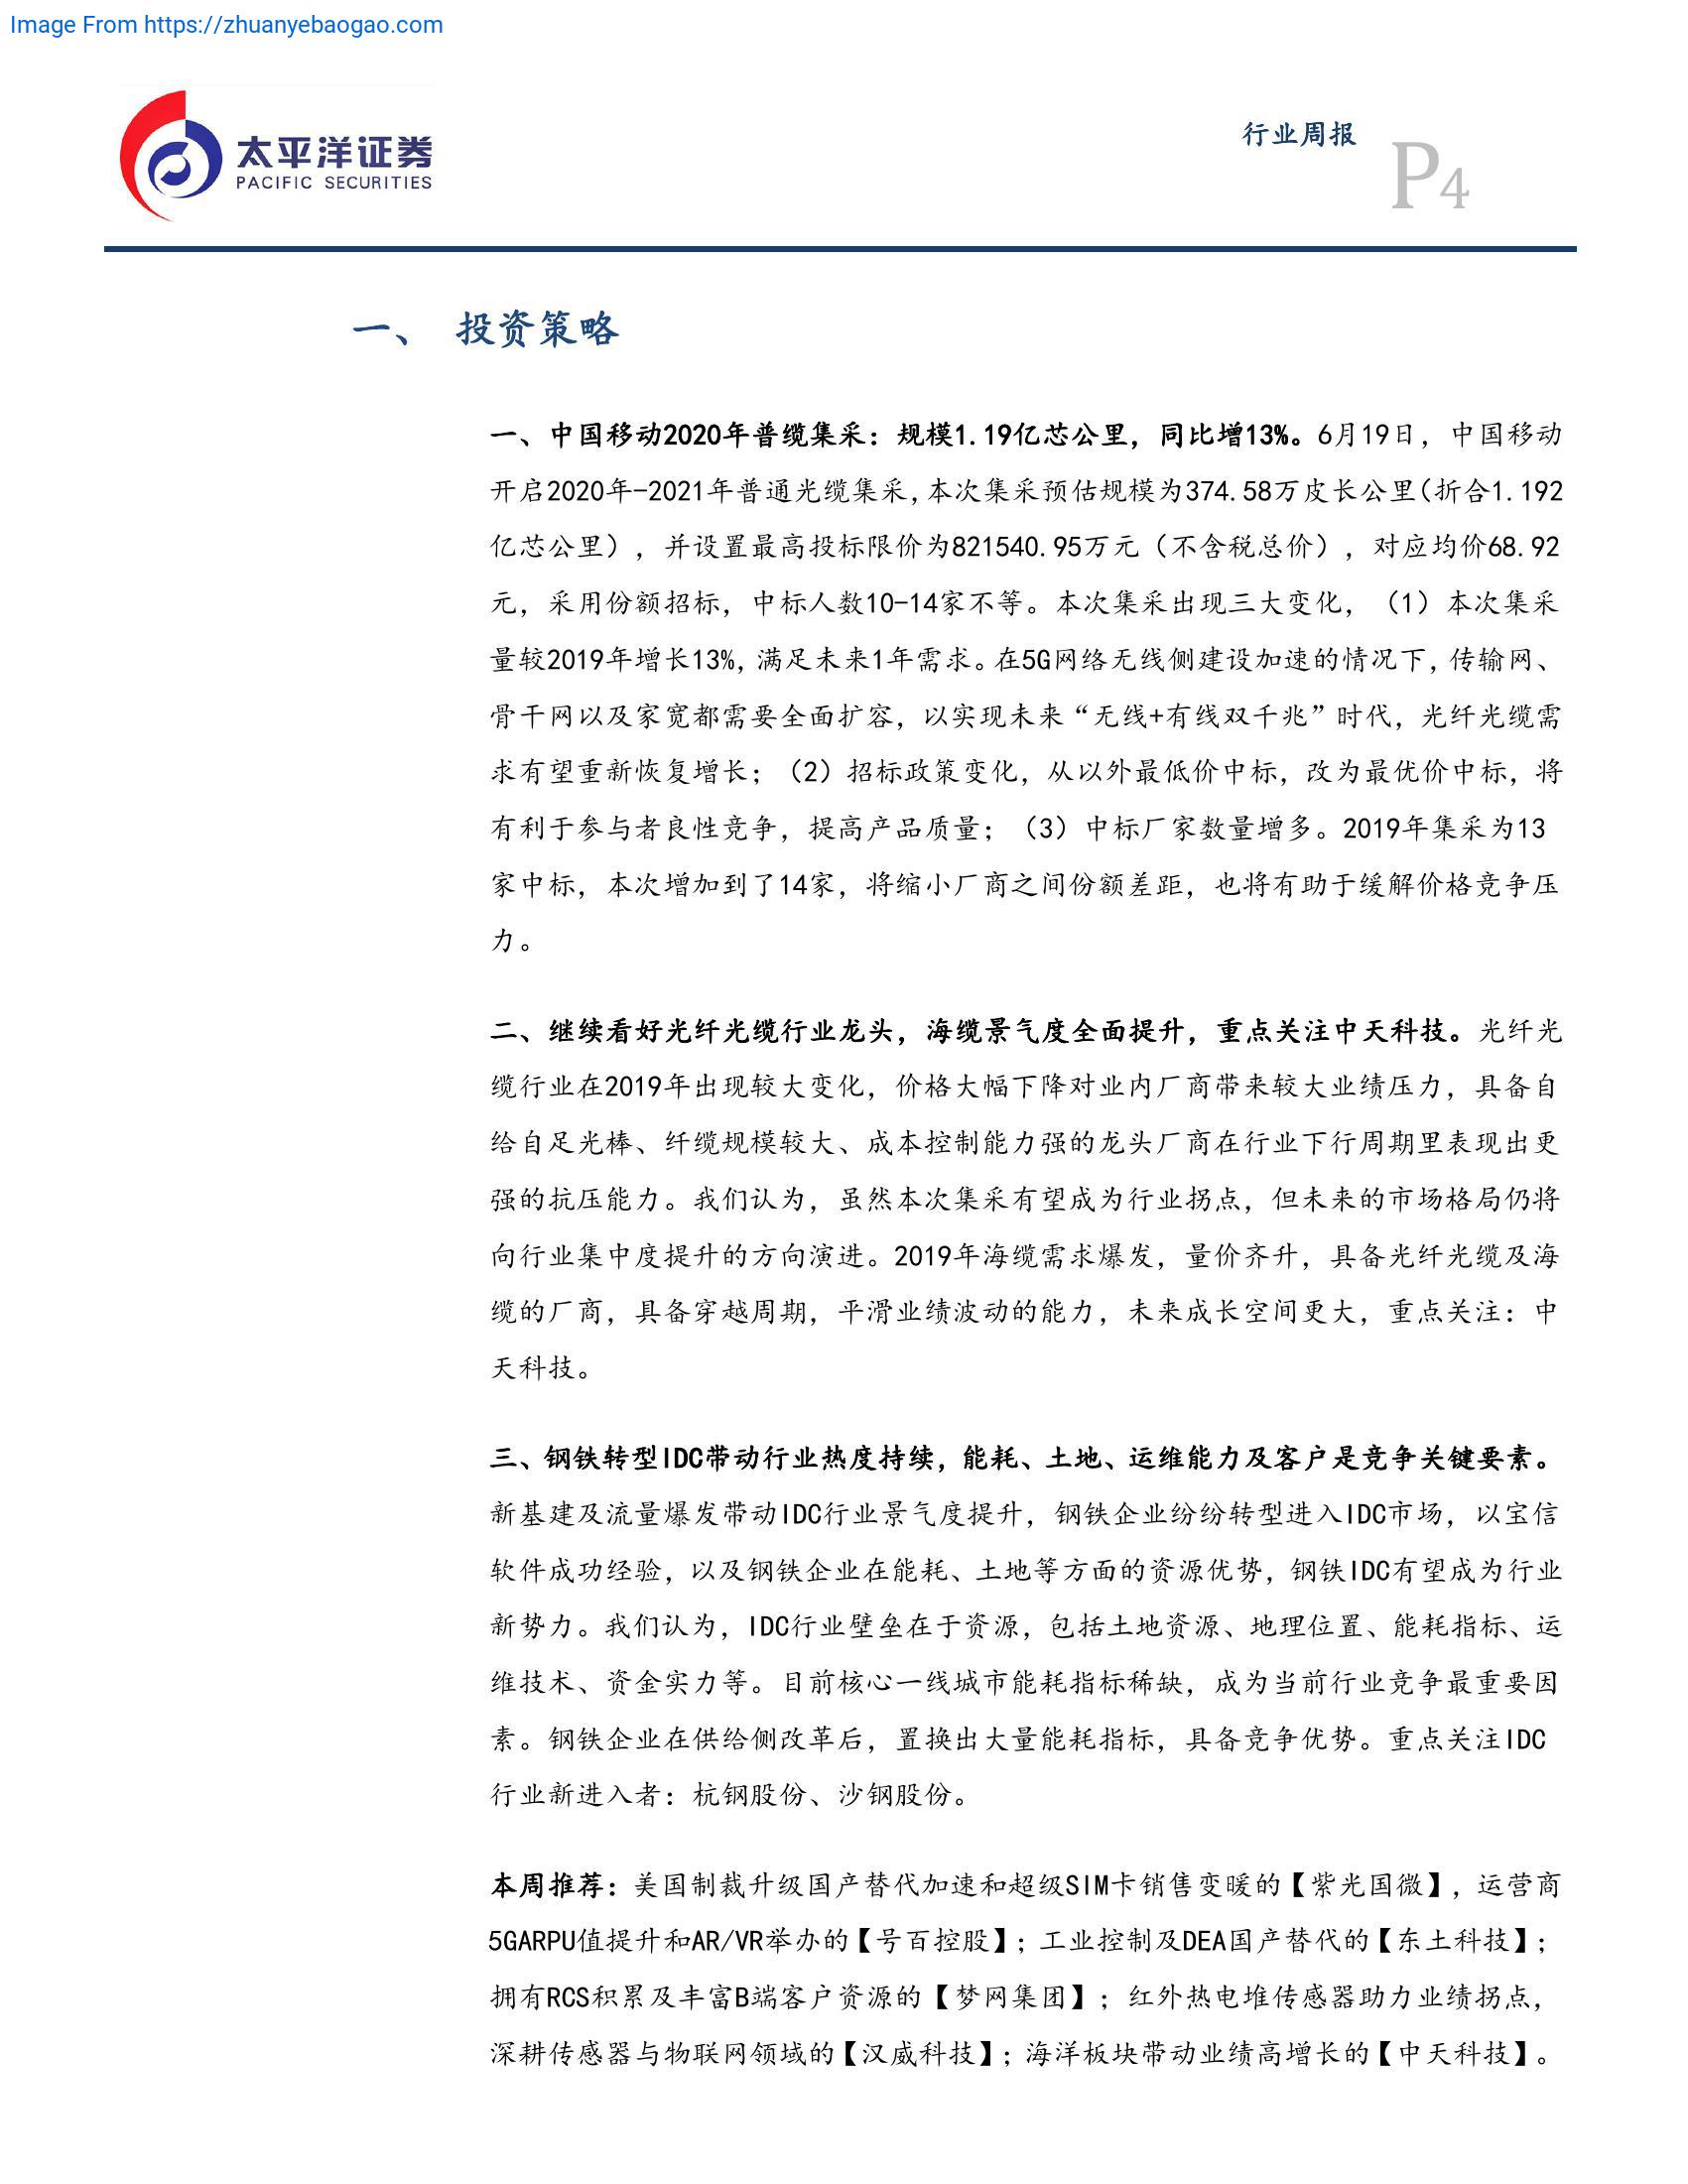 Image From https://zhuanyebaogao.com
太平洋证券
PACIFIC SECURITIES
行业周报
P4
一、 投资策略
一、中国移动2020年普缆集采：规模1.19亿芯公里，同比增13%。6月19日，中国移动
开启2020年-2021年普通光缆集采，本次集采预估规模为374.58万皮长公里（折合1.192
亿芯公里），并设置最高投标限价为821540.95万元（不含税总价），对应均价68.92
元，采用份额招标，中标人数10-14家不等。本次集采出现三大变化，（1）本次集采
量较2019年增长13%，满足未来1年需求。在5G网络无线侧建设加速的情况下，传输网、
骨干网以及家宽都需要全面扩容，以实现未来“无线+有线双千兆”时代，光纤光缆需
求有望重新恢复增长；（2）招标政策变化，从以外最低价中标，改为最优价中标，将
有利于参与者良性竞争，提高产品质量；（3）中标厂家数量增多。2019年集采为13
家中标，本次增加到了14家，将缩小厂商之间份额差距，也将有助于缓解价格竞争压
力。
二、继续看好光纤光缆行业龙头，海缆景气度全面提升，重点关注中天科技。光纤光
缆行业在2019年出现较大变化，价格大幅下降对业内厂商带来较大业绩压力，具备自
给自足光棒、纤缆规模较大、成本控制能力强的龙头厂商在行业下行周期里表现出更
强的抗压能力。我们认为，虽然本次集采有望成为行业拐点，但未来的市场格局仍将
向行业集中度提升的方向演进。2019年海缆需求爆发，量价齐升，具备光纤光缆及海
缆的厂商，具备穿越周期，平滑业绩波动的能力，未来成长空间更大，重点关注：中
天科技。
三、钢铁转型IDC带动行业热度持续，能耗、土地、运维能力及客户是竞争关键要素。
新基建及流量爆发带动IDC行业景气度提升，钢铁企业纷纷转型进入IDC市场，以宝信
软件成功经验，以及钢铁企业在能耗、土地等方面的资源优势，钢铁IDC有望成为行业
新势力。我们认为，IDC行业壁垒在于资源，包括土地资源、地理位置、能耗指标、运
维技术、资金实力等。目前核心一线城市能耗指标稀缺，成为当前行业竞争最重要因
素。钢铁企业在供给侧改革后，置换出大量能耗指标，具备竞争优势。重点关注IDC
行业新进入者：杭钢股份、沙钢股份。
本周推荐：美国制裁升级国产替代加速和超级SIM卡销售变暖的【紫光国微】，运营商
5GARPU值提升和AR/VR举办的【号百控股】；工业控制及DEA国产替代的【东土科技】；
拥有RCS积累及丰富B端客户资源的【梦网集团】；红外热电堆传感器助力业绩拐点，
深耕传感器与物联网领域的【汉威科技】；海洋板块带动业绩高增长的【中天科技】。